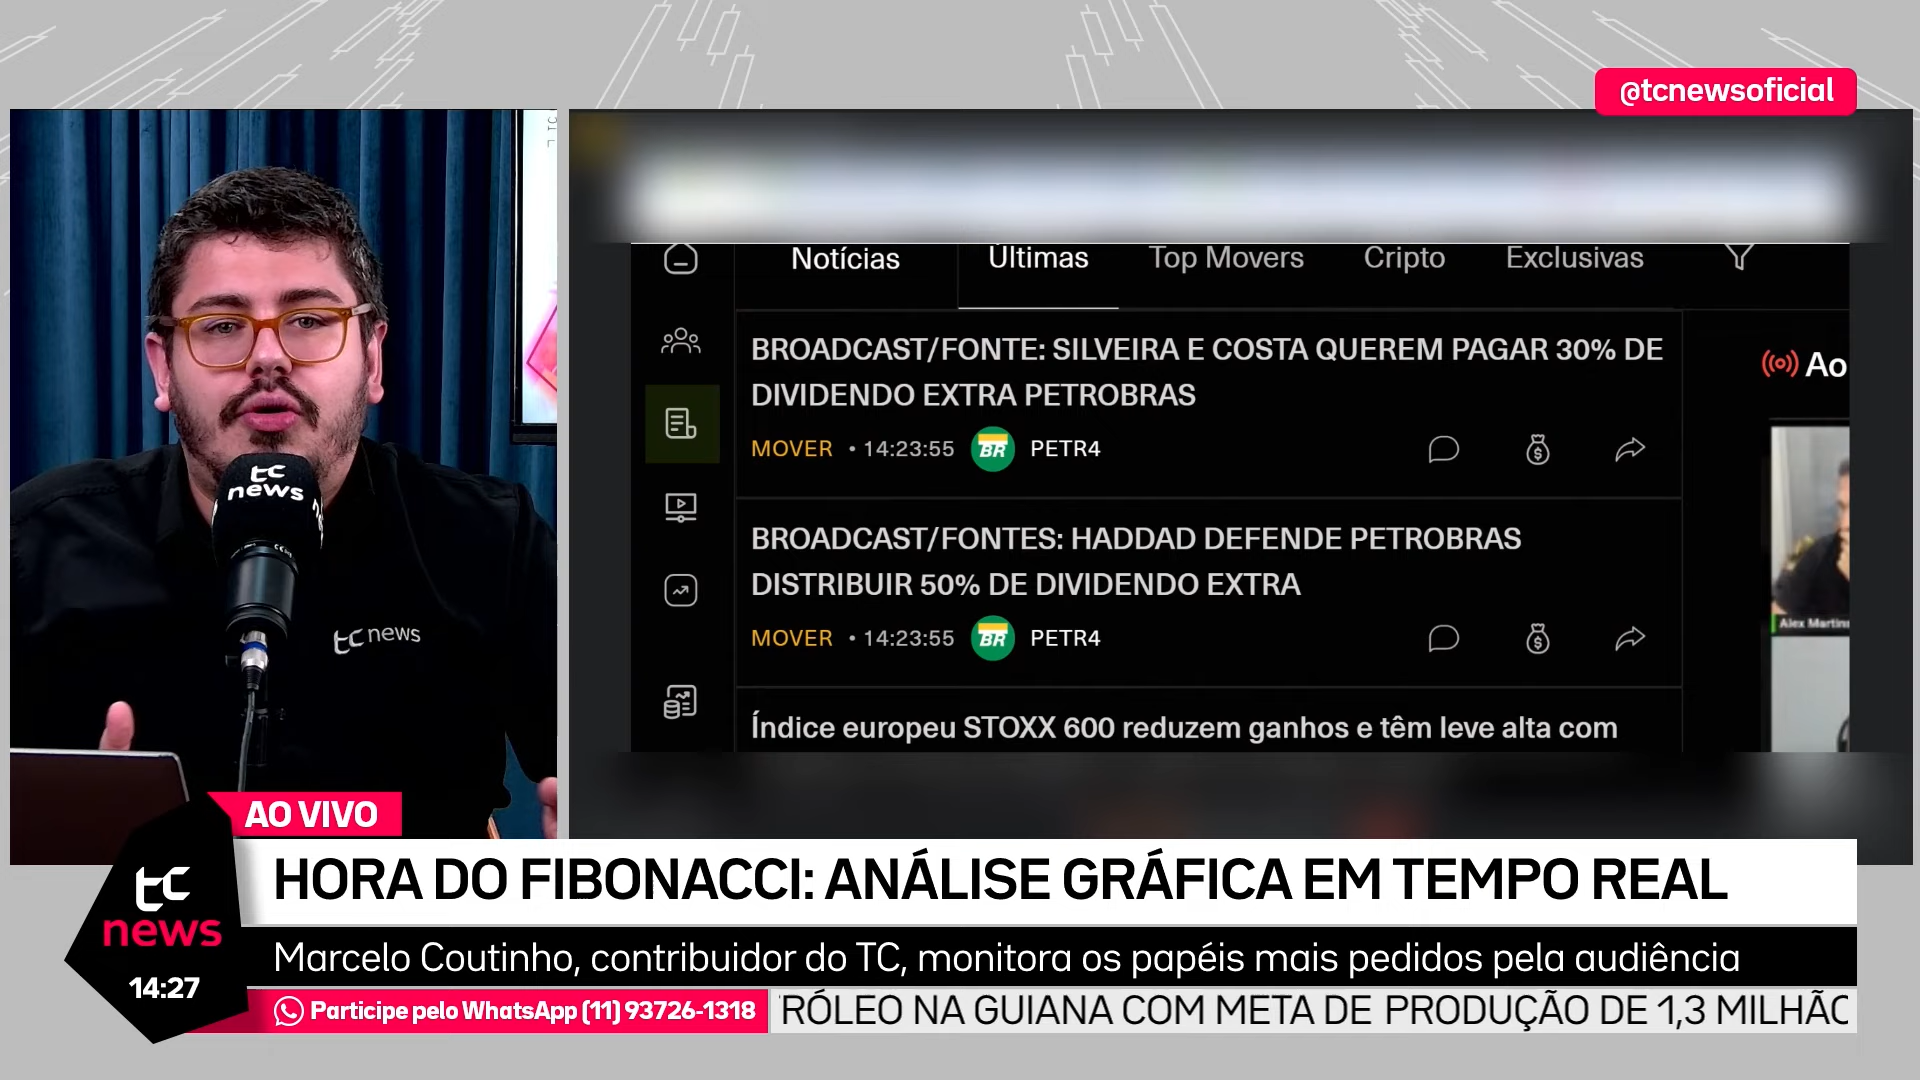 @tcnewsoficial
Notícias Últimas Top Movers Cripto Exclusivas
BROADCAST/FONTE: SILVEIRA E COSTA QUEREM PAGAR 30% DE
DIVIDENDO EXTRA PETROBRAS
MOVER • 14:23:55 BR PETR4
Ao
BROADCAST/FONTES: HADDAD DEFENDE PETROBRAS
DISTRIBUIR 50% DE DIVIDENDO EXTRA
MOVER • 14:23:55 BR PETR4
Alex Martins
Índice europeu STOXX 600 reduzem ganhos e têm leve alta com
tc
news
tc news
AO VIVO
HORA DO FIBONACCI: ANÁLISE GRÁFICA EM TEMPO REAL
Marcelo Coutinho, contribuidor do TC, monitora os papéis mais pedidos pela audiência
tc
news
14:27
Participe pelo WhatsApp (11) 93726-1318
RÓLEO NA GUIANA COM META DE PRODUÇÃO DE 1,3 MILHÃO